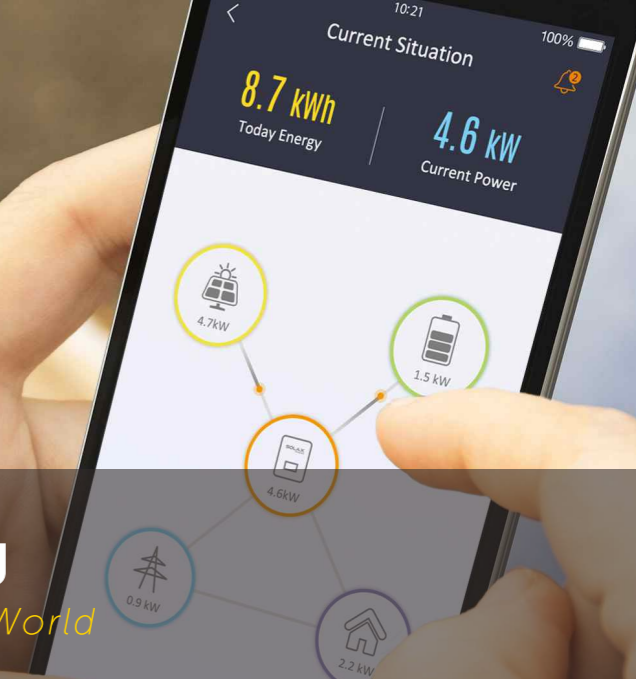 10:21
100%
Current Situation
2
8.7 kWh
Today Energy
4.6 kW
Current Power
4.7kW
1.5 kW
SOLAX
4.6kW
0.9 kW
2.2 kW
g
World